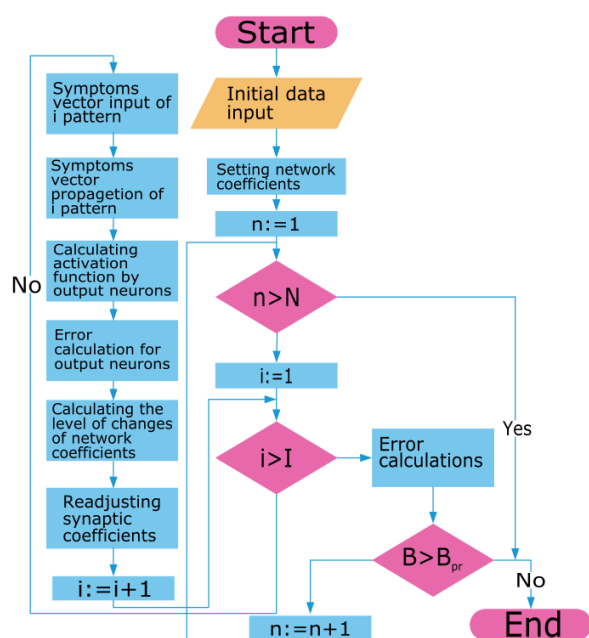 Start
Initial data
input
Setting network
coefficients
n:=1
n>N
i:=1
i>I
Error
calculations
Yes
B>Bpr
No
n:=n+1
End
Symptoms
vector input of
i pattern
Symptoms
vector
propagetion of
i pattern
Calculating
activation
function by
output neurons
Error
calculation for
output neurons
Calculating the
level of changes
of network
coefficients
Readjusting
synaptic
coefficients
i:=i+1
No